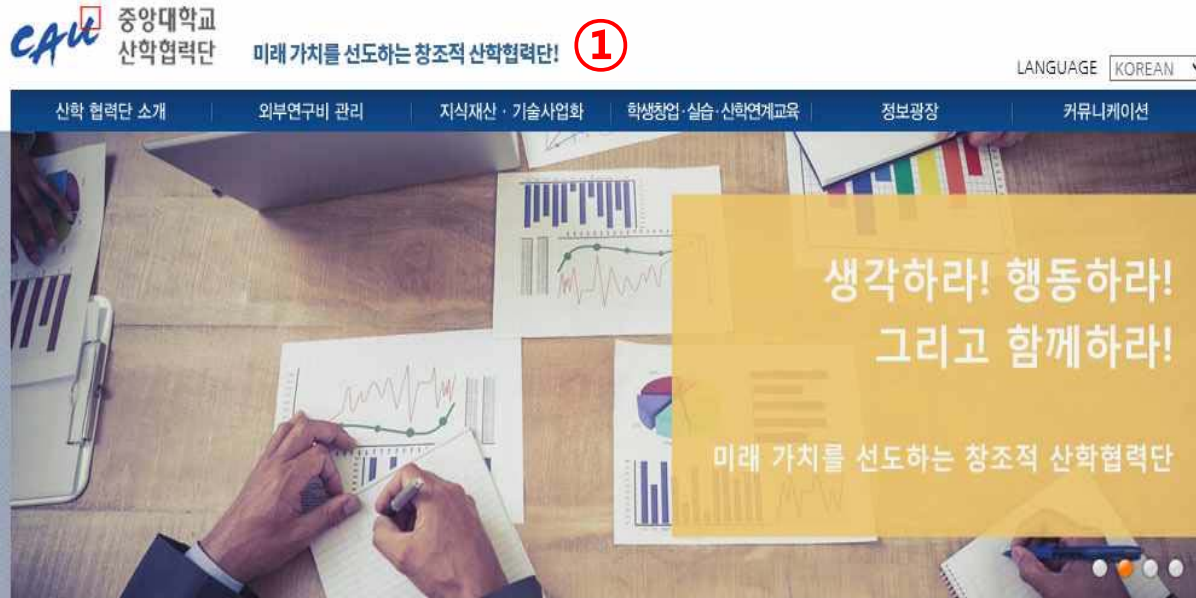 CAU 중앙대학교
산학협력단
미래 가치를 선도하는 창조적 산학협력단! ①
LANGUAGE KOREAN
산학 협력단 소개 외부연구비 관리 지식재산 · 기술사업화 학생창업·실습·산학연계교육 정보광장 커뮤니케이션
생각하라! 행동하라!
그리고 함께하라!
미래 가치를 선도하는 창조적 산학협력단